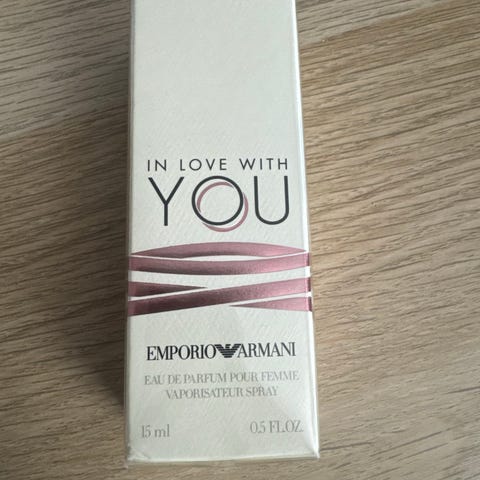 IN LOVE WITH
YOU
EMPORIO ARMANI
EAU DE PARFUM POUR FEMME
VAPORISATEUR SPRAY
15 ml 0.5 FL.OZ.